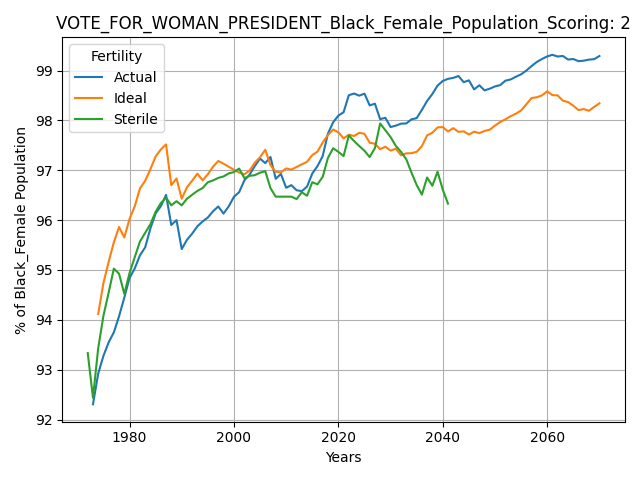 VOTE_FOR_WOMAN_PRESIDENT_Black_Female_Population_Scoring: 2
Fertility
Actual
Ideal
Sterile
% of Black_Female Population
99
98
97
96
95
94
93
92
1980
2000
2020
2040
2060
Years